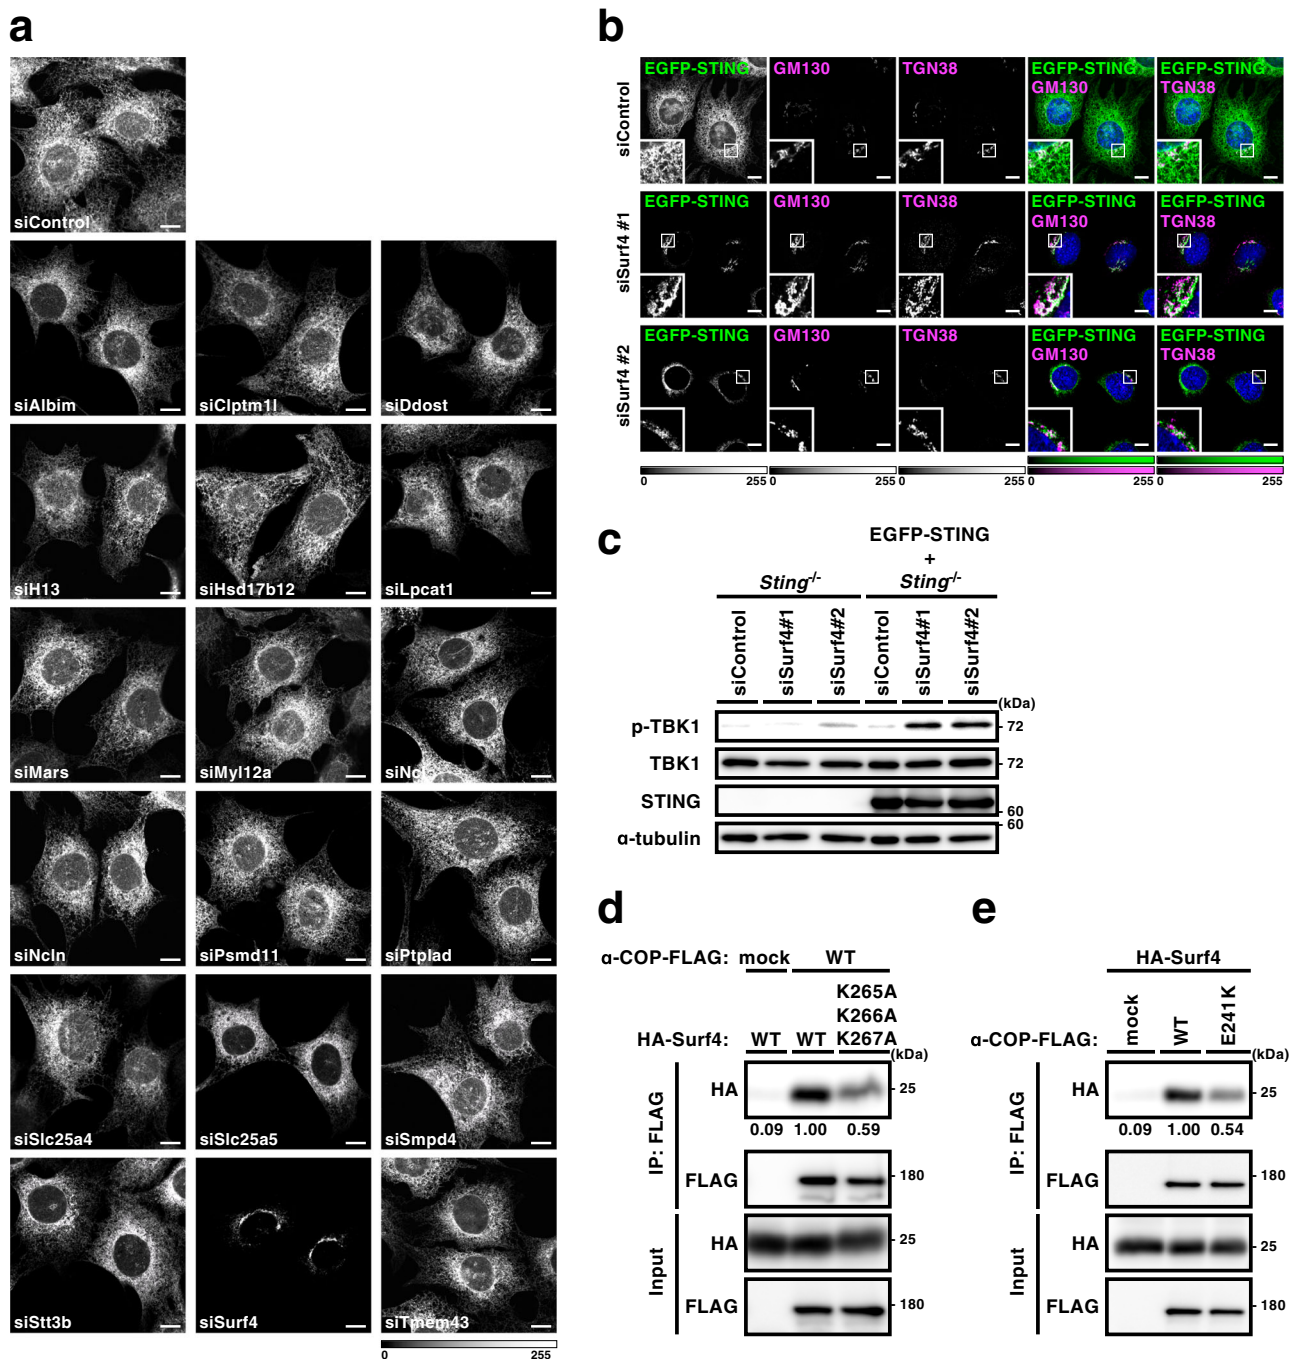 a
siControl
siAlbim
siClptm1l
siDdost
siH13
siHsd17b12
siLpcat1
siMars
siMyl12a
siNcl
siNcln
siPsmd11
siPtplad
siSlc25a4
siSlc25a5
siSmpd4
siStt3b
siSurf4
siTmem43
0 255
b
siControl
EGFP-STING
GM130
TGN38
EGFP-STING
GM130
EGFP-STING
TGN38
siSurf4 #1
EGFP-STING
GM130
TGN38
EGFP-STING
GM130
EGFP-STING
TGN38
siSurf4 #2
EGFP-STING
GM130
TGN38
EGFP-STING
GM130
EGFP-STING
TGN38
0 255 0 255 0 255 0 255 0 255
c
EGFP-STING
+
Sting-/- Sting-/-
siControl
siSurf4#1
siSurf4#2
siControl
siSurf4#1
siSurf4#2
(kDa)
p-TBK1 72
TBK1 72
STING 60
60
α-tubulin
d
α-COP-FLAG: mock WT
K265A
K266A
HA-Surf4: WT WT K267A
(kDa)
IP: FLAG
HA 25
0.09 1.00 0.59
FLAG 180
Input
HA 25
FLAG 180
e
HA-Surf4
α-COP-FLAG:
mock
WT
E241K
(kDa)
IP: FLAG
HA 25
0.09 1.00 0.54
FLAG 180
Input
HA 25
FLAG 180